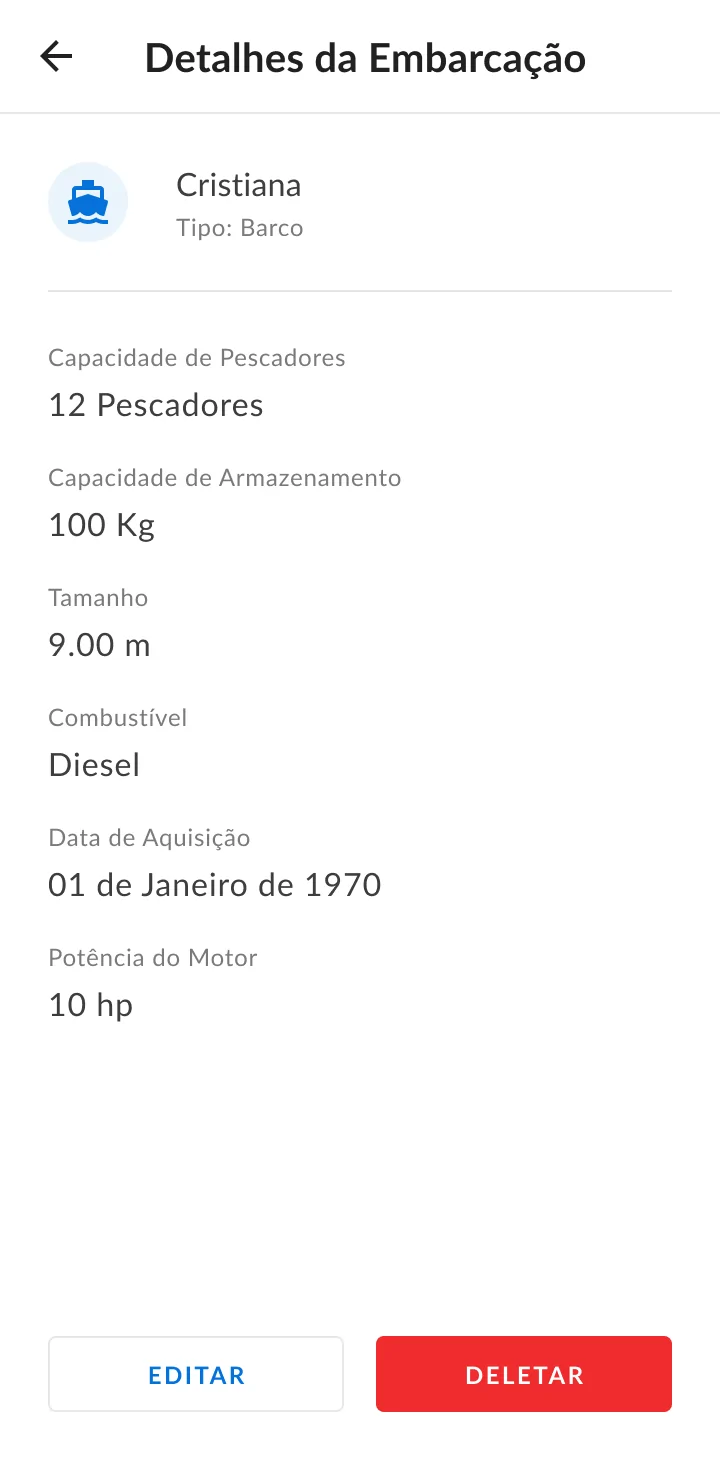 Detalhes da Embarcação
Cristiana
Tipo: Barco
Capacidade de Pescadores
12 Pescadores
Capacidade de Armazenamento
100 Kg
Tamanho
9.00 m
Combustível
Diesel
Data de Aquisição
01 de Janeiro de 1970
Potência do Motor
10 hp
EDITAR
DELETAR